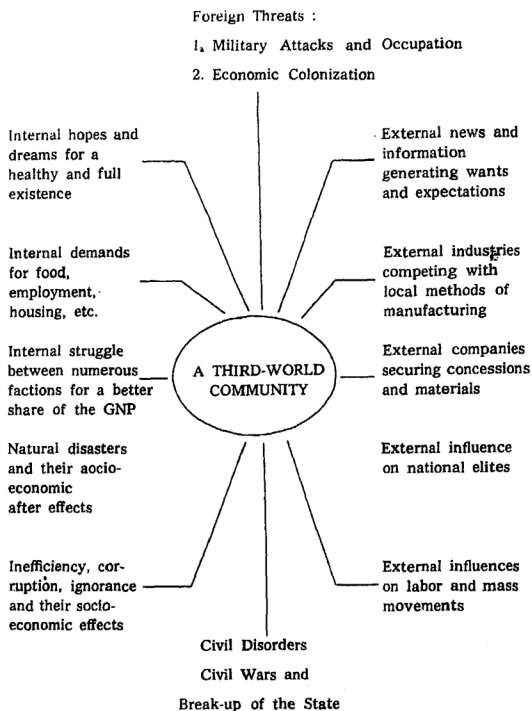 Foreign Threats :
1. Military Attacks and Occupation
2. Economic Colonization
Internal hopes and
dreams for a
healthy and full
existence
External news and
information
generating wants
and expectations
Internal demands
for food,
employment,
housing, etc.
External industries
competing with
local methods of
manufacturing
Internal struggle
between numerous
factions for a better
share of the GNP
A THIRD-WORLD
COMMUNITY
External companies
securing concessions
and materials
Natural disasters
and their aocio-
economic
after effects
External influence
on national elites
Inefficiency, cor-
ruption, ignorance
and their socio-
economic effects
External influences
on labor and mass
movements
Civil Disorders
Civil Wars and
Break-up of the State